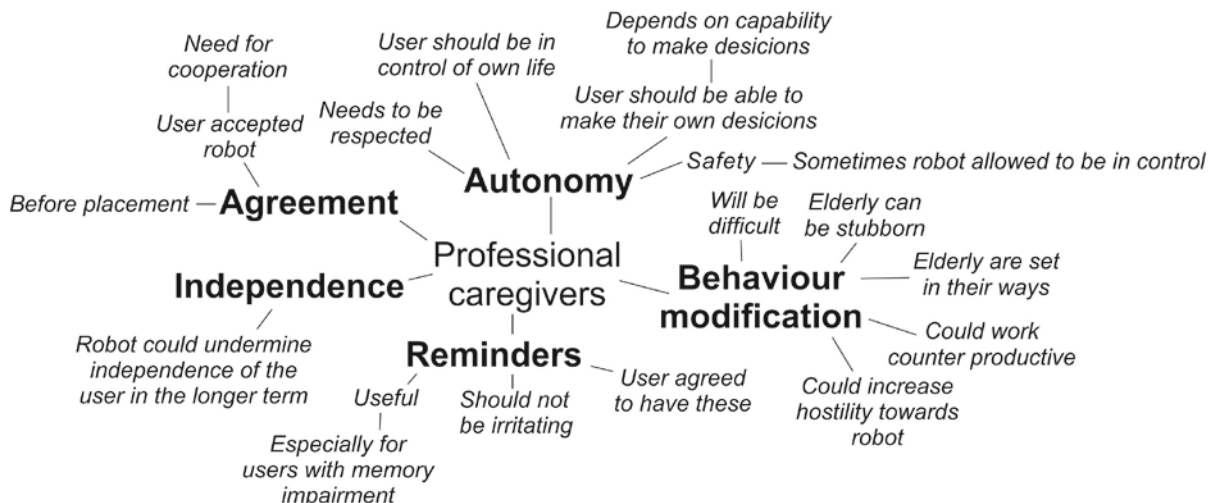 Need for
cooperation
User accepted
robot
Before placement
Agreement
User should be in
control of own life
Needs to be
respected
Depends on capability
to make desicions
User should be able to
make their own desicions
Safety
Sometimes robot allowed to be in control
Autonomy
Professional
caregivers
Will be
difficult
Elderly can
be stubborn
Elderly are set
in their ways
Behaviour
modification
Could work
counter productive
Could increase
hostility towards
robot
Independence
Robot could undermine
independence of the
user in the longer term
Reminders
Useful
Especially for
users with memory
impairment
Should not
be irritating
User agreed
to have these